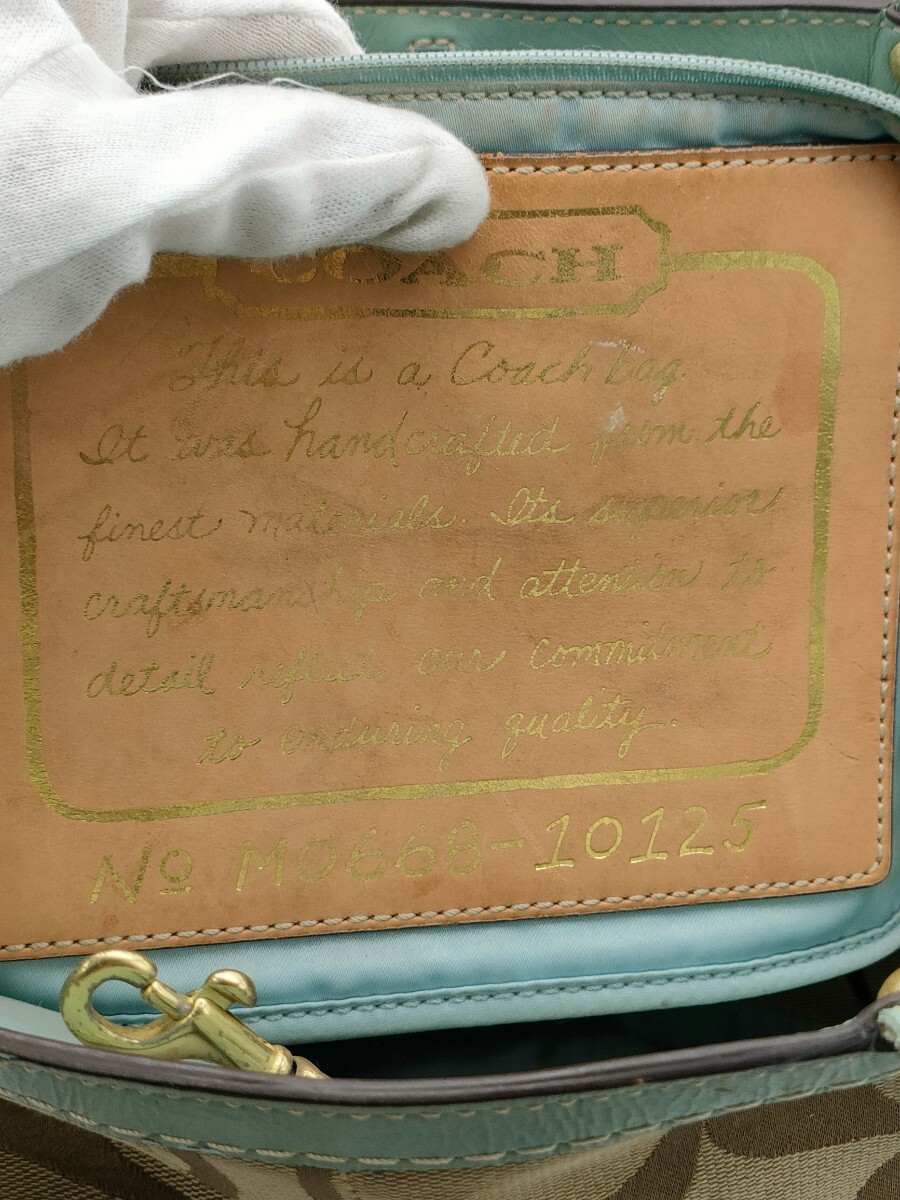 COACH
This is a Coach bag.
It was handcrafted from the
finest materials. Its superior
craftsmanship and attention to
detail reflect our commitment
to enduring quality.
No M0668-10125